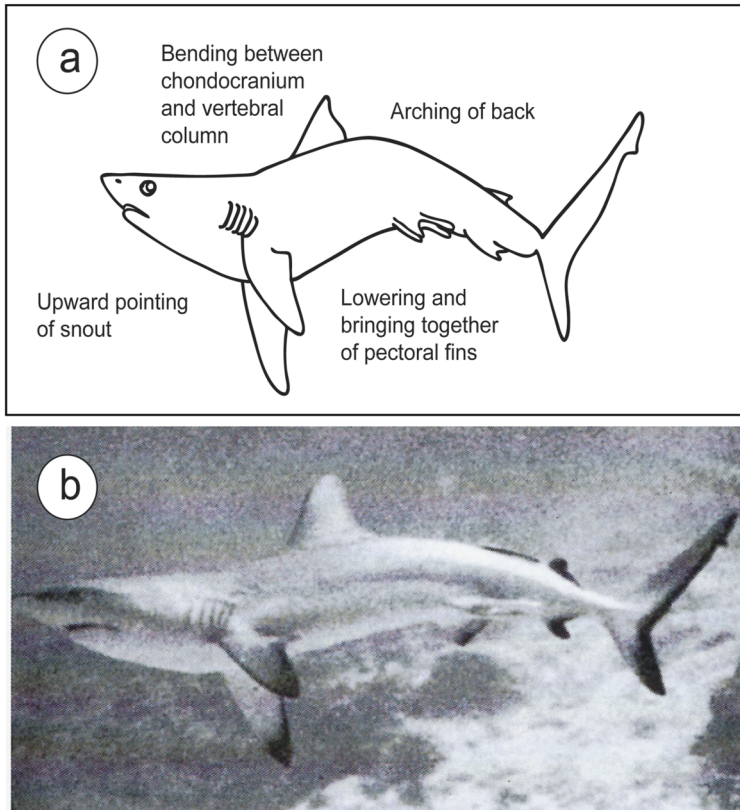 a
Bending between
chondocranium
and vertebral
column
Arching of back
Upward pointing
of snout
Lowering and
bringing together
of pectoral fins
b